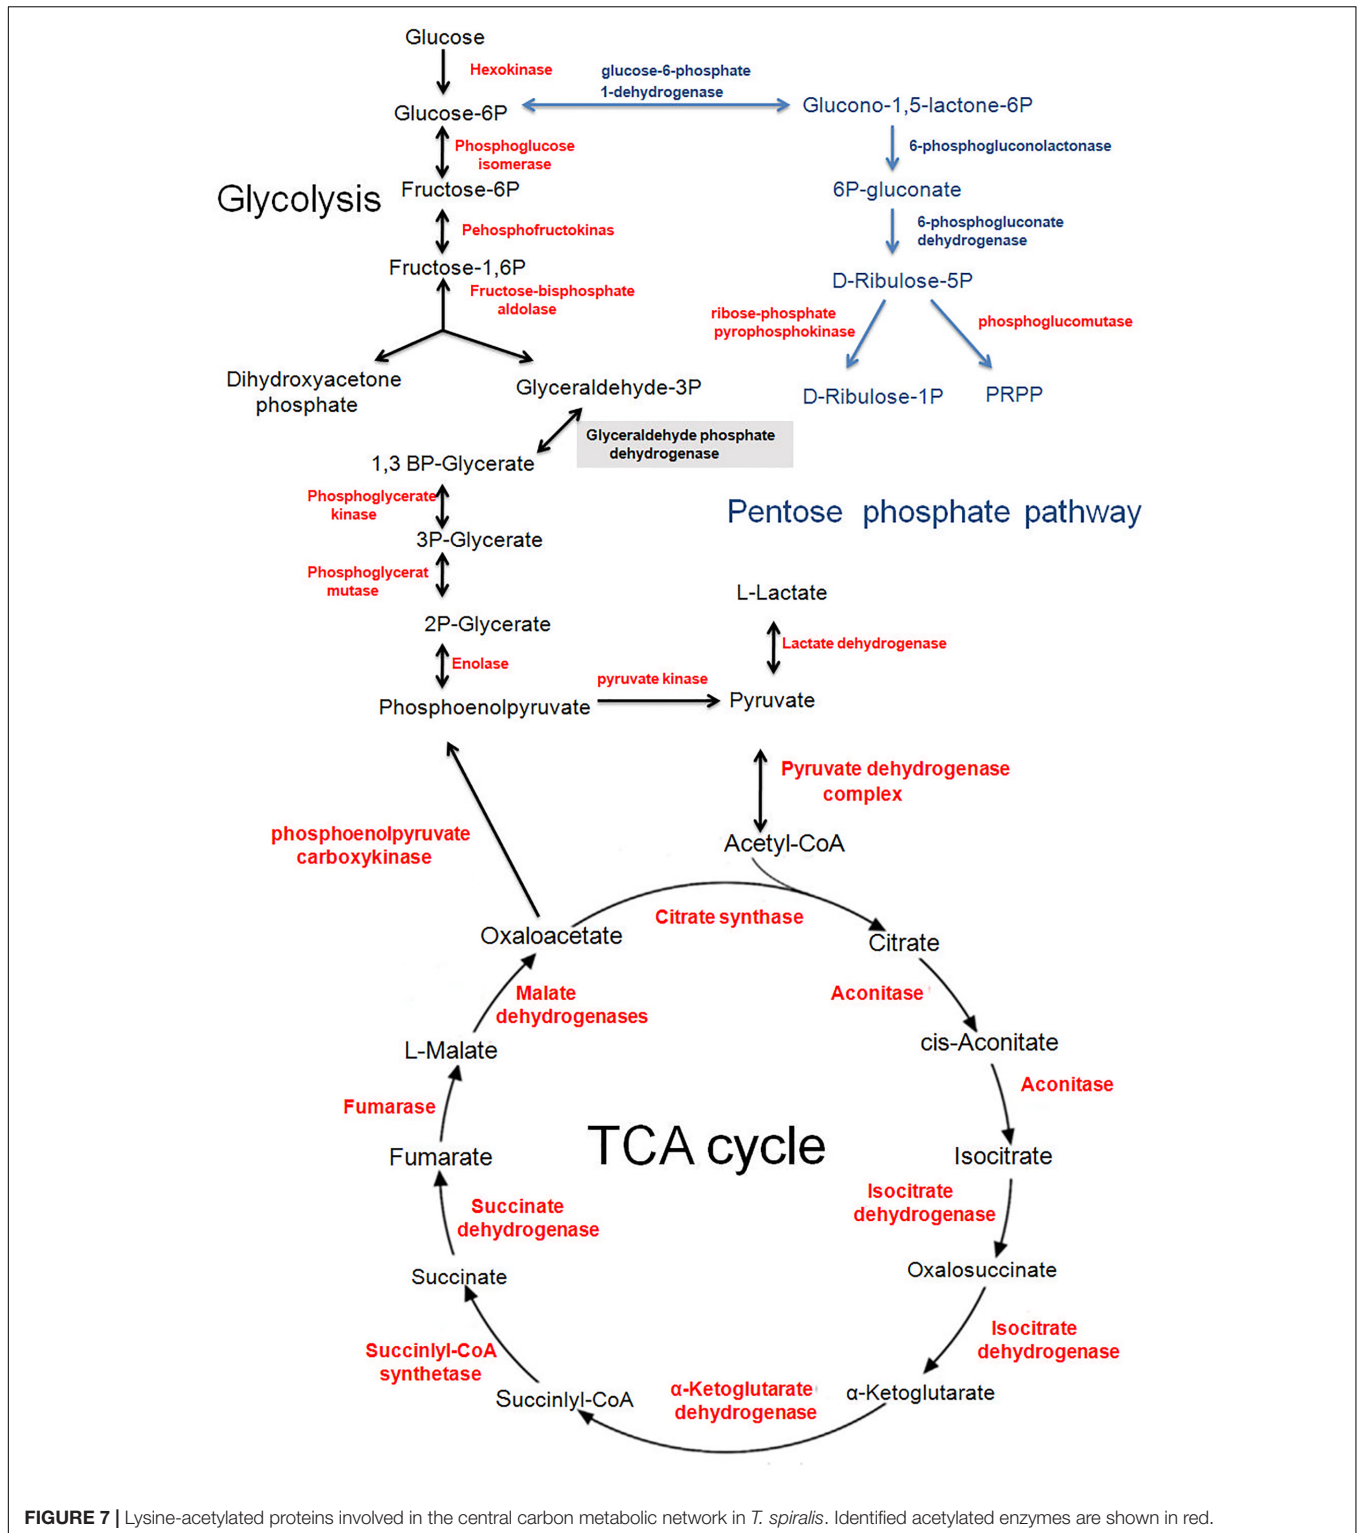 Glucose
Hexokinase
glucose-6-phosphate
1-dehydrogenase
Glucose-6P
Glucono-1,5-lactone-6P
Phosphoglucose
isomerase
6-phosphogluconolactonase
Glycolysis
Fructose-6P
6P-gluconate
Pehosphofructokinas
6-phosphogluconate
dehydrogenase
Fructose-1,6P
D-Ribulose-5P
Fructose-bisphosphate
aldolase
ribose-phosphate
pyrophosphokinase
phosphoglucomutase
Dihydroxyacetone
phosphate
Glyceraldehyde-3P
D-Ribulose-1P
PRPP
Glyceraldehyde phosphate
dehydrogenase
1,3 BP-Glycerate
Phosphoglycerate
kinase
Pentose phosphate pathway
3P-Glycerate
Phosphoglycerat
mutase
L-Lactate
2P-Glycerate
Lactate dehydrogenase
Enolase
pyruvate kinase
Phosphoenolpyruvate
Pyruvate
Pyruvate dehydrogenase
complex
phosphoenolpyruvate
carboxykinase
Acetyl-CoA
Citrate synthase
Oxaloacetate
Citrate
Malate
dehydrogenases
Aconitase
L-Malate
cis-Aconitate
Aconitase
Fumarase
TCA cycle
Fumarate
Isocitrate
Isocitrate
dehydrogenase
Succinate
dehydrogenase
Succinate
Oxalosuccinate
Isocitrate
dehydrogenase
Succinlyl-CoA
synthetase
α-Ketoglutarate
dehydrogenase
Succinlyl-CoA
α-Ketoglutarate
FIGURE 7 | Lysine-acetylated proteins involved in the central carbon metabolic network in T. spiralis. Identified acetylated enzymes are shown in red.